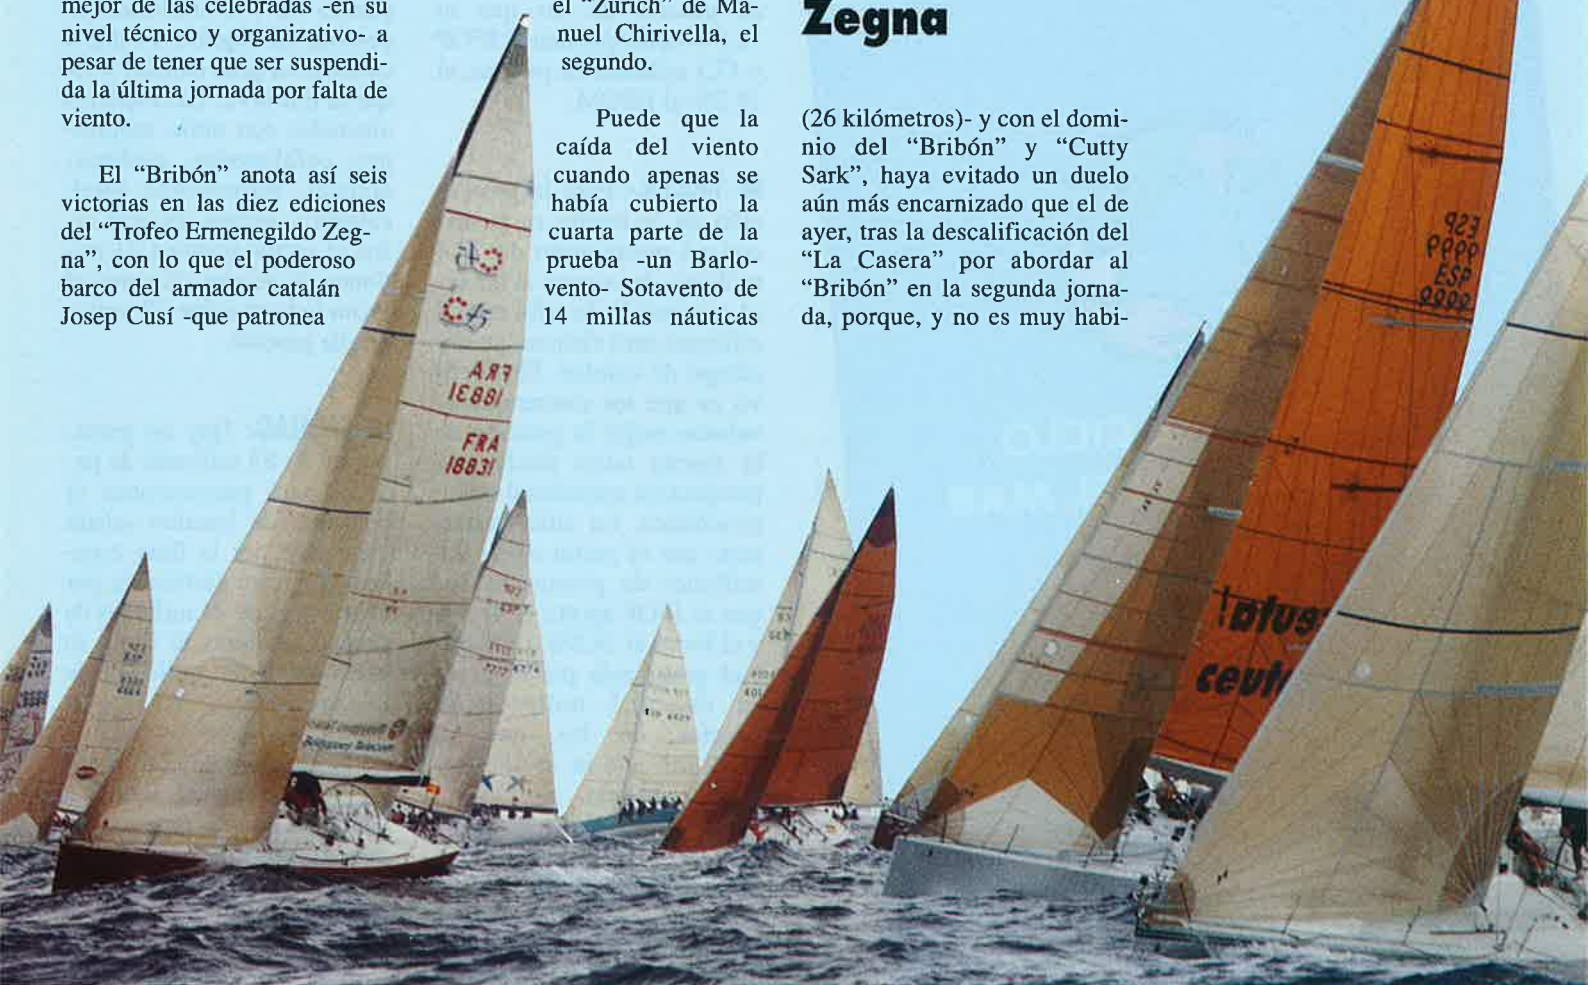 mejor de las celebradas -en su
nivel técnico y organizativo- a
pesar de tener que ser suspendi-
da la última jornada por falta de
viento.
El “Bribón” anota así seis
victorias en las diez ediciones
del “Trofeo Ermenegildo Zeg-
na”, con lo que el poderoso
barco del armador catalán
Josep Cusí -que patronea
el “Zurich” de Ma-
nuel Chirivella, el
segundo.
Puede que la
caída del viento
cuando apenas se
había cubierto la
cuarta parte de la
prueba -un Barlo-
vento- Sotavento de
14 millas náuticas
Zegna
(26 kilómetros)- y con el domi-
nio del “Bribón” y “Cutty
Sark”, haya evitado un duelo
aún más encarnizado que el de
ayer, tras la descalificación del
“La Casera” por abordar al
“Bribón” en la segunda jorna-
da, porque, y no es muy habi-
45
FRA
18831
FRA
18831
ESP
9999
ESP
9999